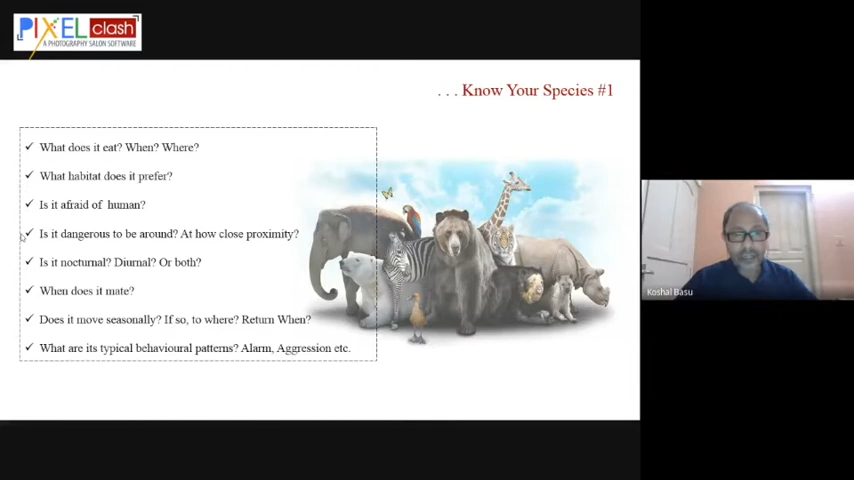 PIXEL clash
A PHOTOGRAPHY SALON SOFTWARE
. . . Know Your Species #1
✓ What does it eat? When? Where?
✓ What habitat does it prefer?
✓ Is it afraid of human?
✓ Is it dangerous to be around? At how close proximity?
✓ Is it nocturnal? Diurnal? Or both?
✓ When does it mate?
✓ Does it move seasonally? If so, to where? Return When?
✓ What are its typical behavioural patterns? Alarm, Aggression etc.
Koshal Basu